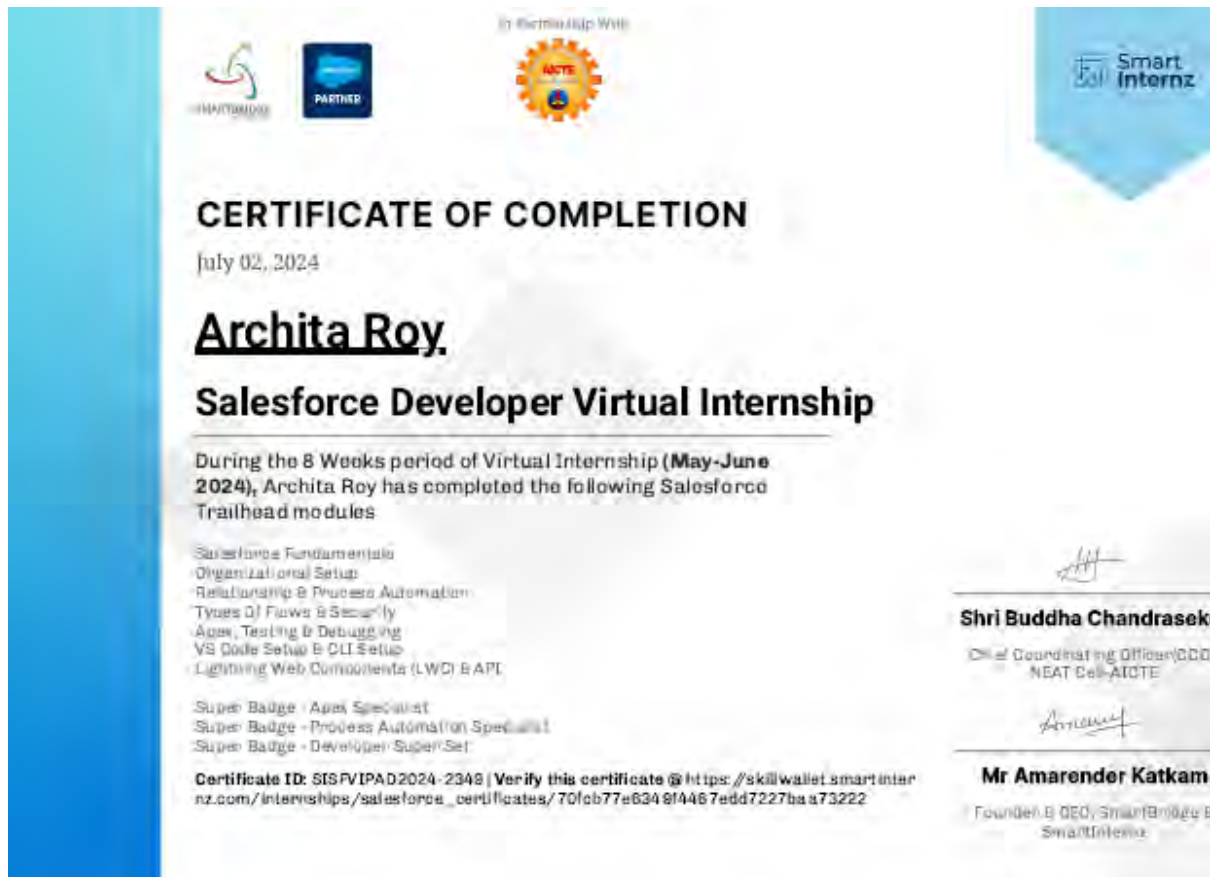 In Partnership With
SMARTBRIDGE
PARTNER
AICTE
Smart
Internz
CERTIFICATE OF COMPLETION
July 02, 2024
Archita Roy
Salesforce Developer Virtual Internship
During the 8 Weeks period of Virtual Internship (May-June
2024), Archita Roy has completed the following Salesforce
Trailhead modules
Salesforce Fundamentals
Organizational Setup
Relationship & Process Automation
Types Of Flows & Security
Apex, Testing & Debugging
VS Code Setup & CLI Setup
Lightning Web Components (LWC) & API
Super Badge - Apex Specialist
Super Badge - Process Automation Specialist
Super Badge - Developer Super Set
Certificate ID: SISFVIPAD2024-2349 | Verify this certificate @ https://skillwallet.smartinter
nz.com/internships/salesforce_certificates/
Shri Buddha Chandrasek
Chief Coordinating Officer(CCO
NEAT Cell-AICTE
Mr Amarender Katkam
Founder & CEO, SmartBridge &
SmartInternz